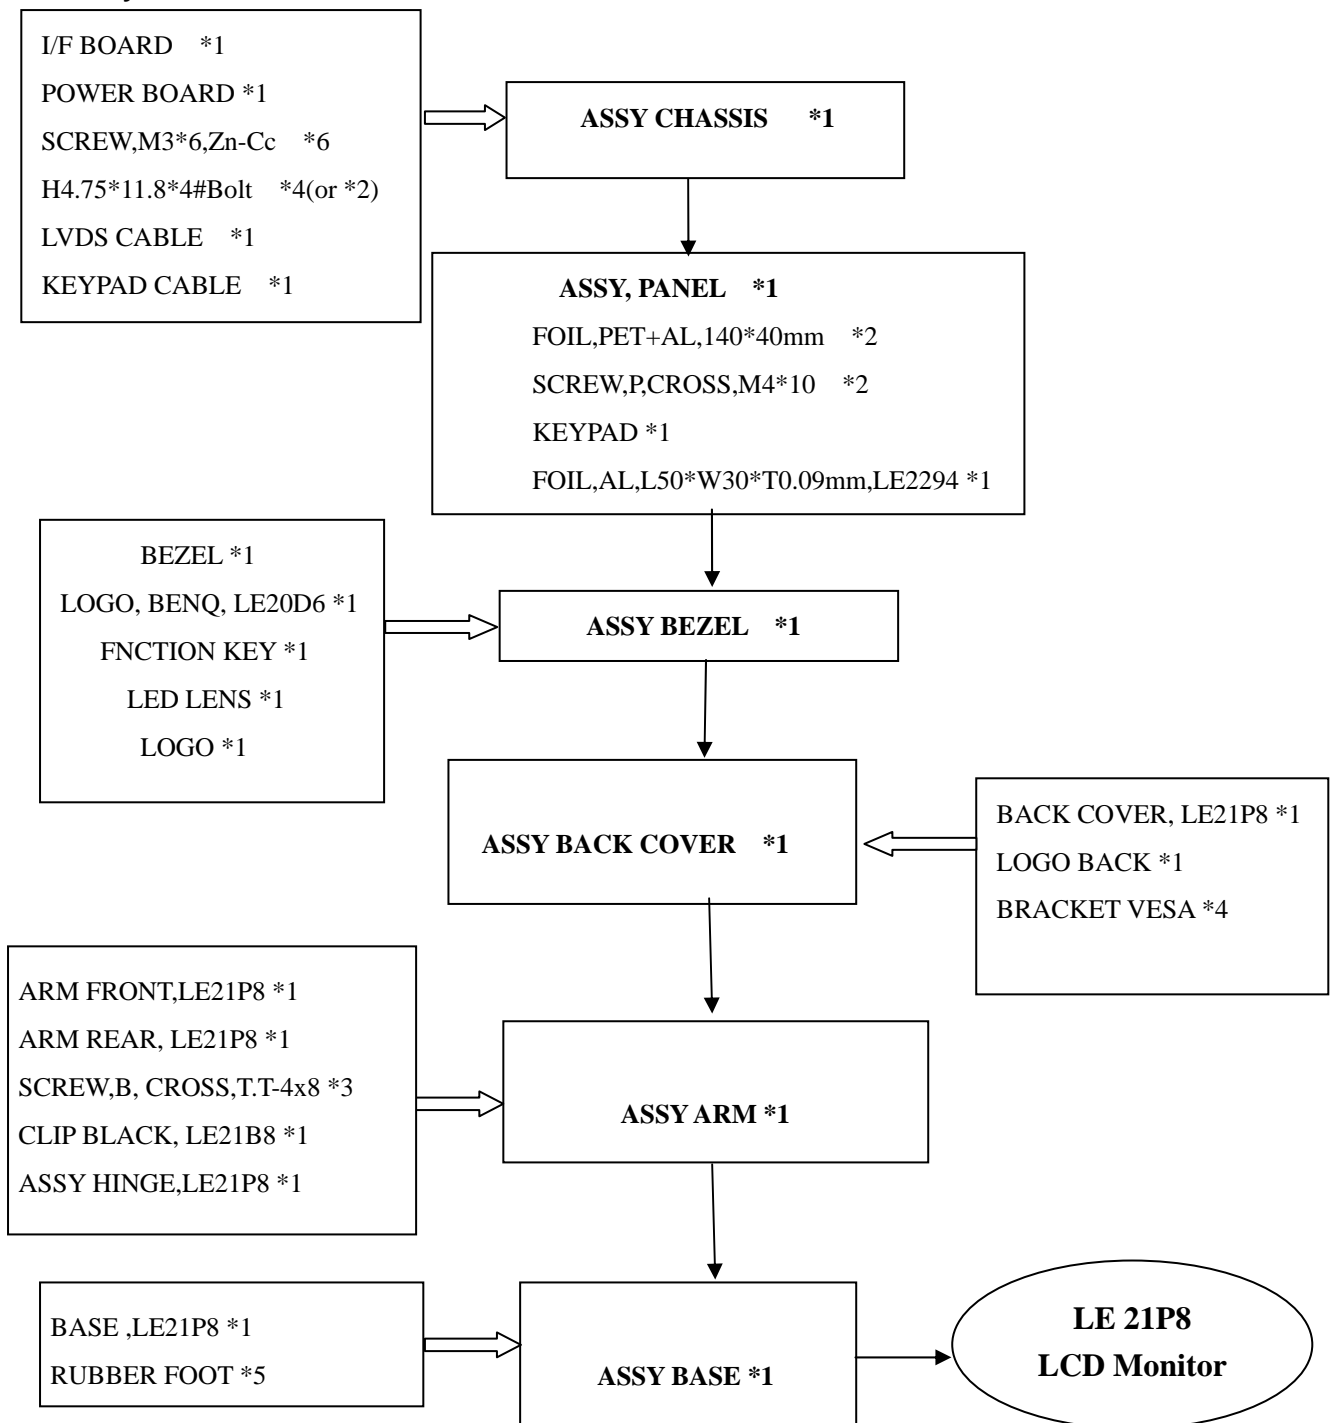 I/F BOARD *1
POWER BOARD *1
SCREW,M3*6,Zn-Cc *6
H4.75*11.8*4#Bolt *4(or *2)
LVDS CABLE *1
KEYPAD CABLE *1
ASSY CHASSIS *1
ASSY, PANEL *1
FOIL,PET+AL,140*40mm *2
SCREW,P,CROSS,M4*10 *2
KEYPAD *1
FOIL,AL,L50*W30*T0.09mm,LE2294 *1
BEZEL *1
LOGO, BENQ, LE20D6 *1
FNCTION KEY *1
LED LENS *1
LOGO *1
ASSY BEZEL *1
ASSY BACK COVER *1
BACK COVER, LE21P8 *1
LOGO BACK *1
BRACKET VESA *4
ARM FRONT,LE21P8 *1
ARM REAR, LE21P8 *1
SCREW,B, CROSS,T.T-4x8 *3
CLIP BLACK, LE21B8 *1
ASSY HINGE,LE21P8 *1
ASSY ARM *1
BASE ,LE21P8 *1
RUBBER FOOT *5
ASSY BASE *1
LE 21P8
LCD Monitor